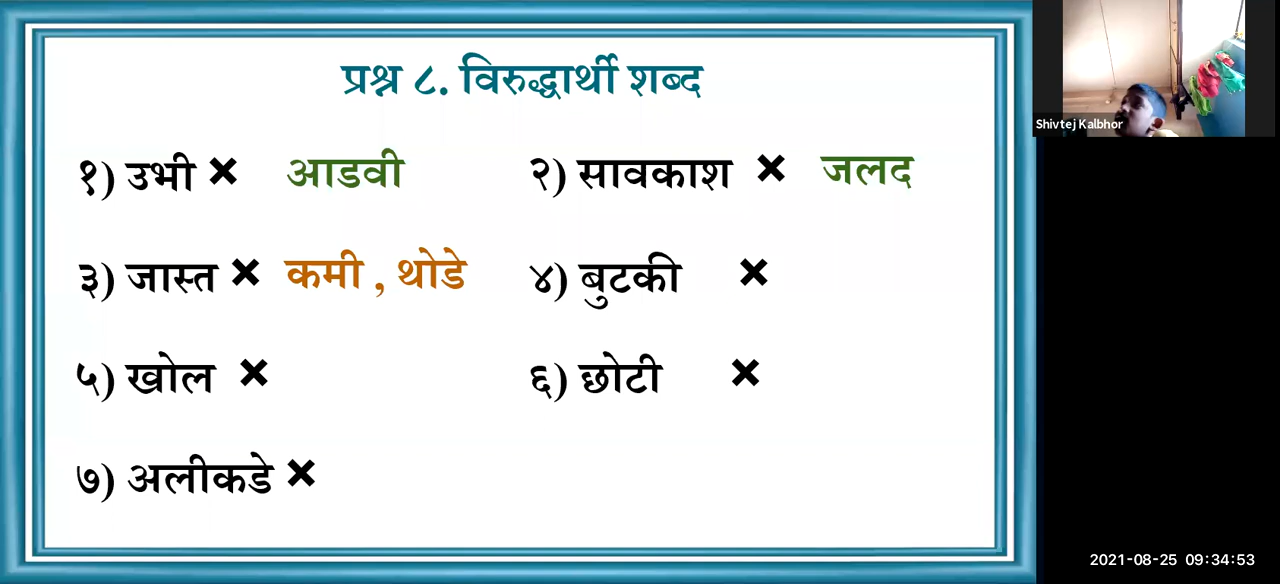 प्रश्न ८. विरुद्धार्थी शब्द
Shivtej Kalbhor
१) उभी × आडवी २) सावकाश × जलद
३) जास्त × कमी , थोडे ४) बुटकी ×
५) खोल × ६) छोटी ×
७) अलीकडे ×
2021-08-25 09:34:53